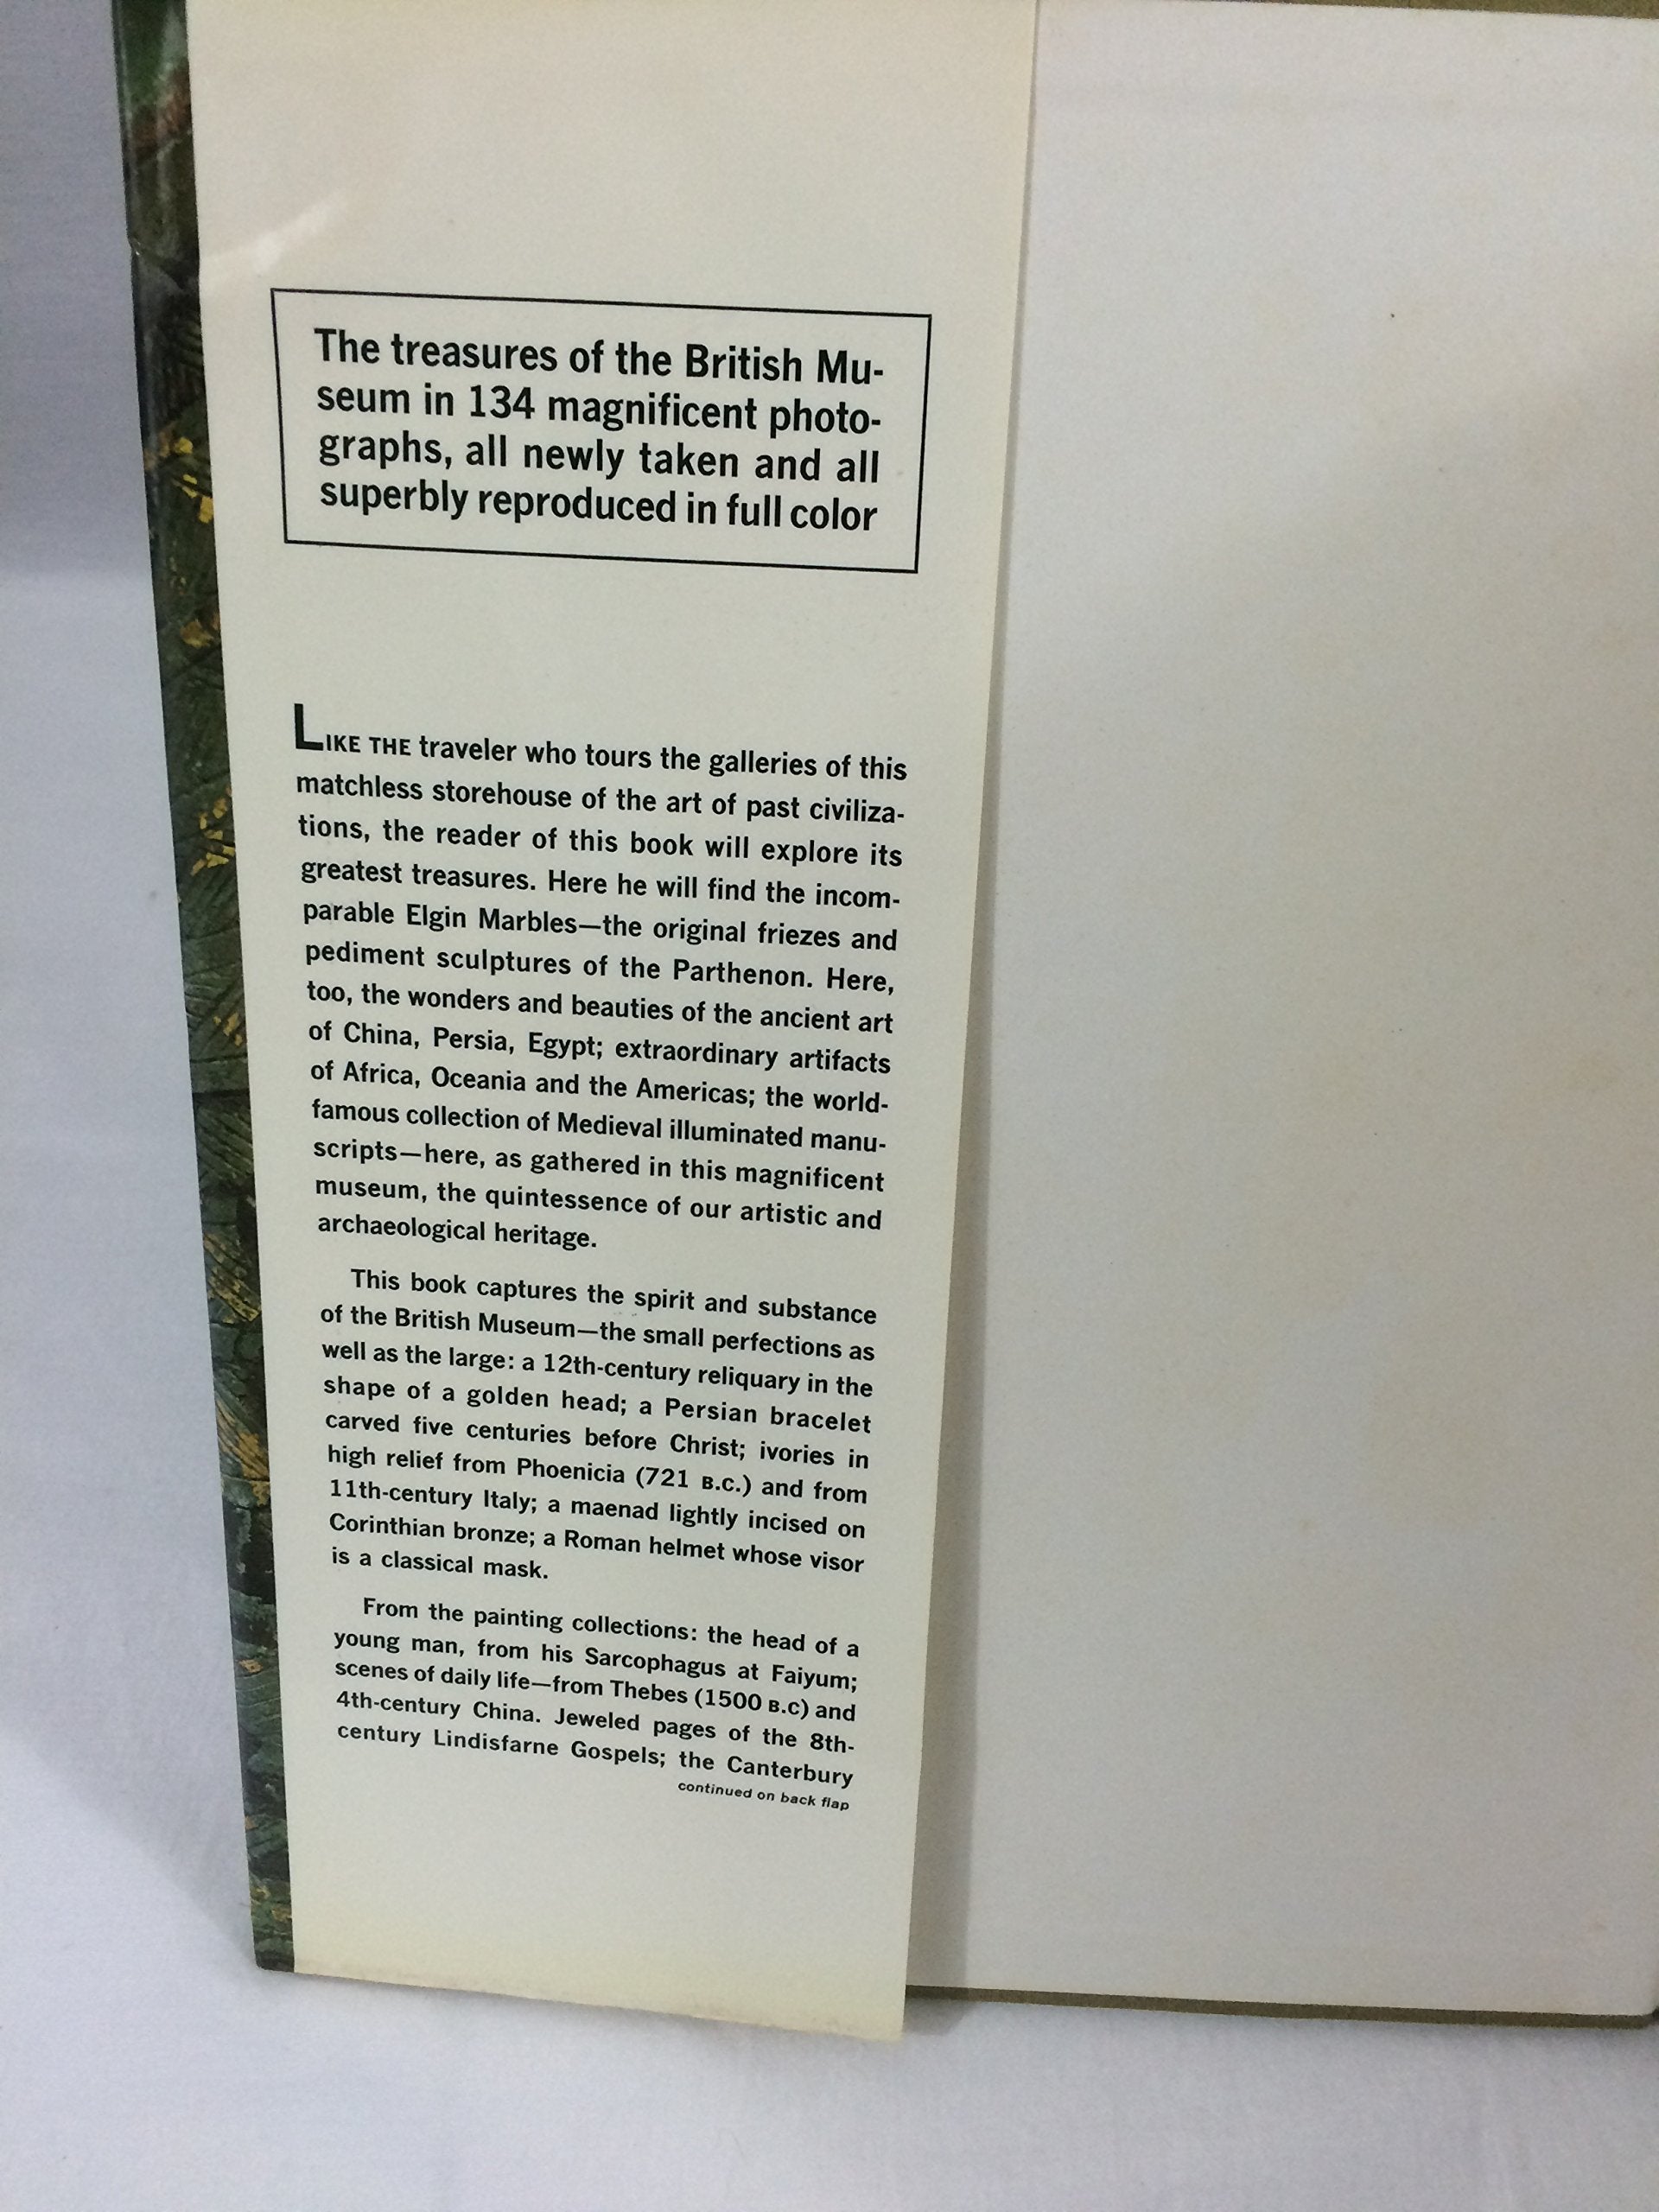 The treasures of the British Mu-
seum in 134 magnificent photo-
graphs, all newly taken and all
superbly reproduced in full color
LIKE THE traveler who tours the galleries of this
matchless storehouse of the art of past civiliza-
tions, the reader of this book will explore its
greatest treasures. Here he will find the incom-
parable Elgin Marbles—the original friezes and
pediment sculptures of the Parthenon. Here,
too, the wonders and beauties of the ancient art
of China, Persia, Egypt; extraordinary artifacts
of Africa, Oceania and the Americas; the world-
famous collection of Medieval illuminated manu-
scripts—here, as gathered in this magnificent
museum, the quintessence of our artistic and
archaeological heritage.
This book captures the spirit and substance
of the British Museum—the small perfections as
well as the large: a 12th-century reliquary in the
shape of a golden head; a Persian bracelet
carved five centuries before Christ; ivories in
high relief from Phoenicia (721 B.C.) and from
11th-century Italy; a maenad lightly incised on
Corinthian bronze; a Roman helmet whose visor
is a classical mask.
From the painting collections: the head of a
young man, from his Sarcophagus at Faiyum;
scenes of daily life—from Thebes (1500 B.C) and
4th-century China. Jeweled pages of the 8th-
century Lindisfarne Gospels; the Canterbury
continued on back flap